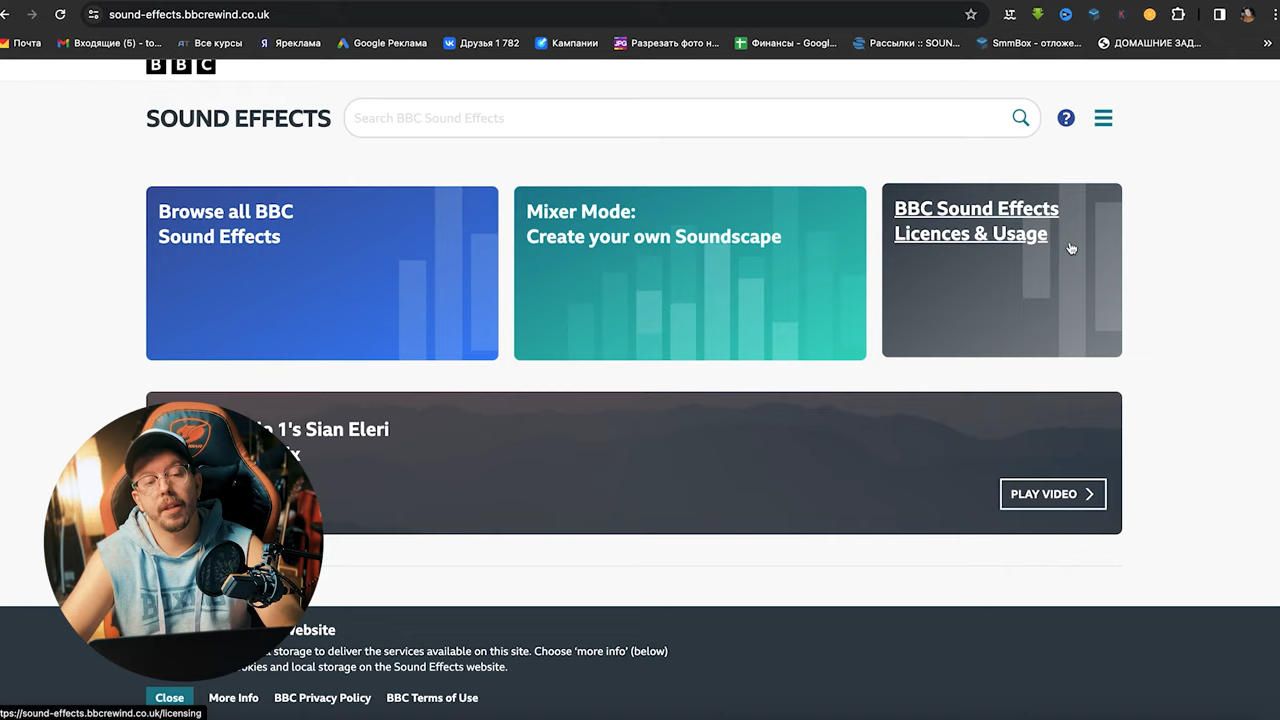 sound-effects.bbcrewind.co.uk
Почта
Входящие (5) - to...
Все курсы
Яреклама
Google Реклама
Друзья 1 782
Кампании
Разрезать фото н...
Финансы - Googl...
Рассылки :: SOUN...
SmmBox - отложе...
ДОМАШНИЕ ЗАД...
»
BBC
SOUND EFFECTS
Search BBC Sound Effects
?
Browse all BBC
Sound Effects
Mixer Mode:
Create your own Soundscape
BBC Sound Effects
Licences & Usage
1's Sian Eleri
PLAY VIDEO
ebsite
storage to deliver the services available on this site. Choose ‘more info’ (below)
kies and local storage on the Sound Effects website.
Close
More Info
BBC Privacy Policy
BBC Terms of Use
tps://sound-effects.bbcrewind.co.uk/licensing